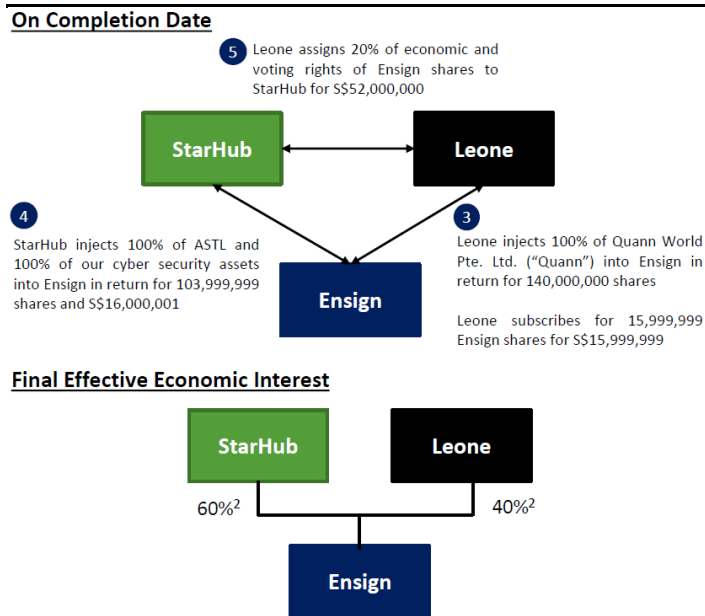 On Completion Date
5 Leone assigns 20% of economic and
voting rights of Ensign shares to
StarHub for S$52,000,000
StarHub
Leone
4
StarHub injects 100% of ASTL and
100% of our cyber security assets
into Ensign in return for 103,999,999
shares and S$16,000,001
3
Leone injects 100% of Quann World
Pte. Ltd. (“Quann”) into Ensign in
return for 140,000,000 shares
Leone subscribes for 15,999,999
Ensign shares for S$15,999,999
Ensign
Final Effective Economic Interest
StarHub
Leone
60%²
40%²
Ensign